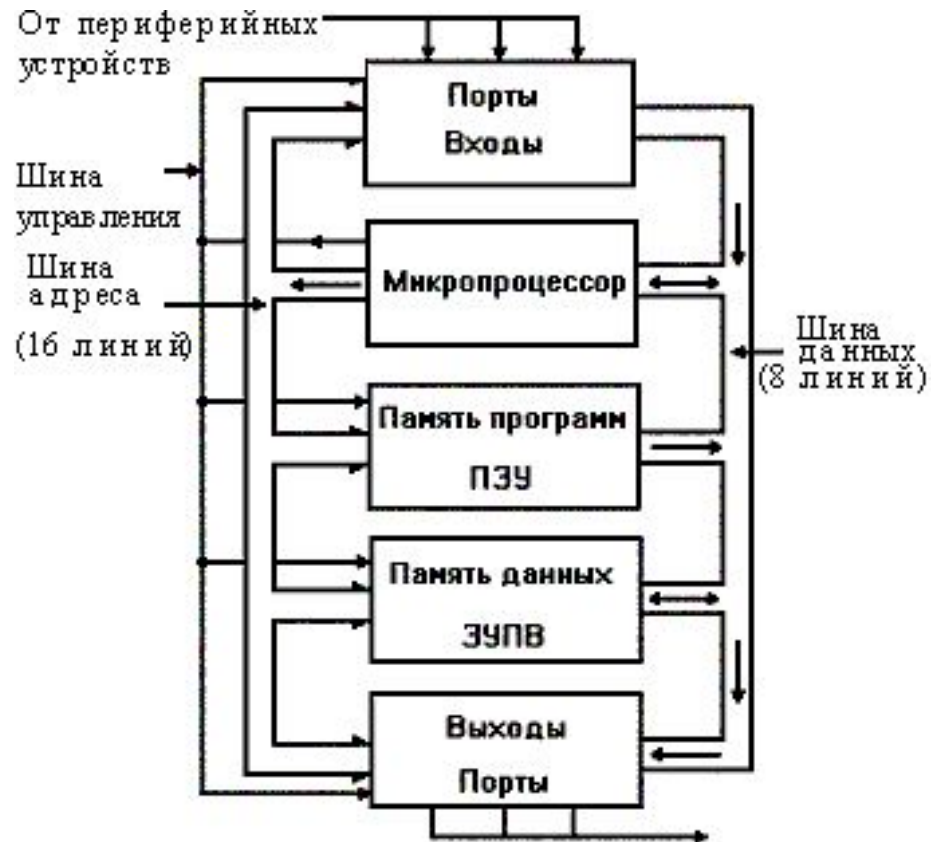 От периферийных
устройств
Порты
Входы
Шина
управления
Шина
адреса
(16 линий)
Микропроцессор
Шина
данных
(8 линий)
Память программ
ПЗУ
Память данных
ЗУПВ
Выходы
Порты